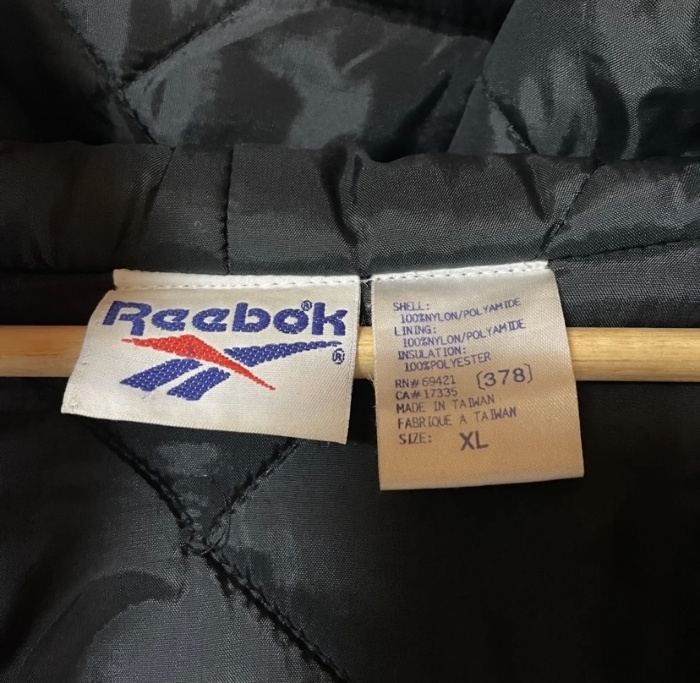 Reebok®
®
SHELL:
100%NYLON/POLYAMIDE
LINING:
100%NYLON/POLYAMIDE
INSULATION:
100%POLYESTER
RN# 69421 [378]
CA# 17335
MADE IN TAIWAN
FABRIQUE A TAIWAN
SIZE: XL